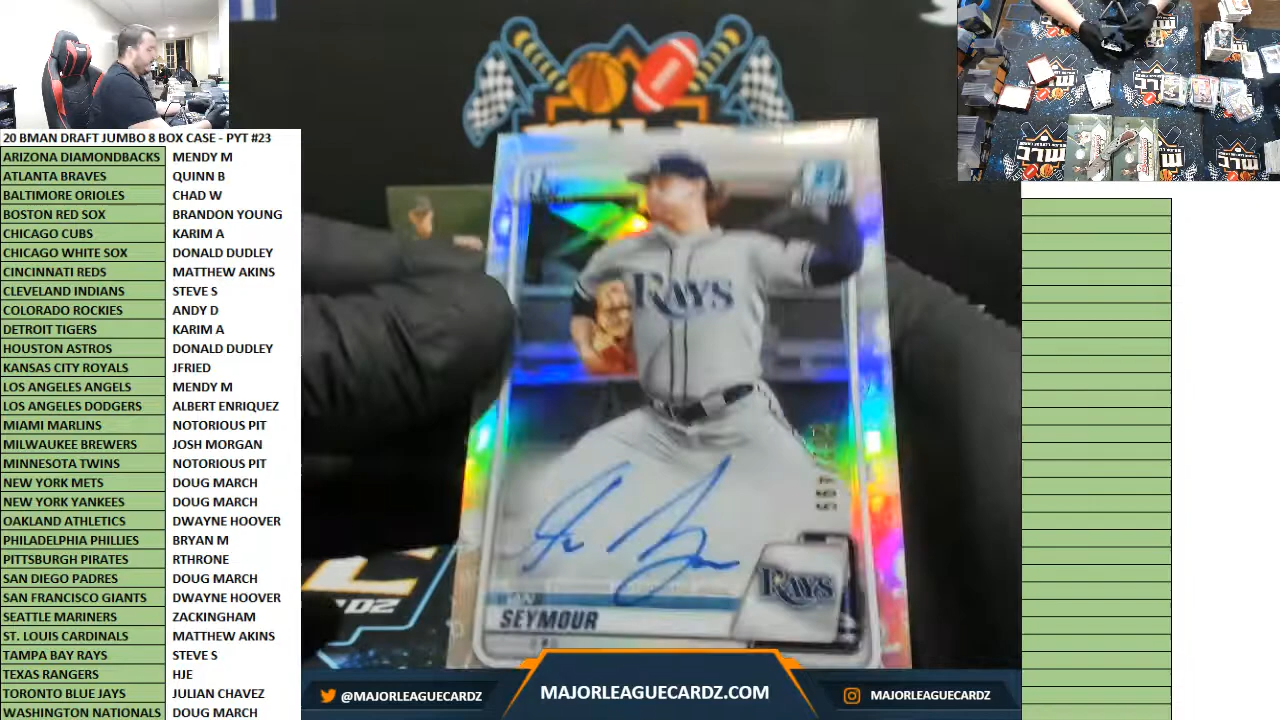 20 BMAN DRAFT JUMBO 8 BOX CASE - PYT #23
ARIZONA DIAMONDBACKS MENDY M
ATLANTA BRAVES QUINN B
BALTIMORE ORIOLES CHAD W
BOSTON RED SOX BRANDON YOUNG
CHICAGO CUBS KARIM A
CHICAGO WHITE SOX DONALD DUDLEY
CINCINNATI REDS MATTHEW AKINS
CLEVELAND INDIANS STEVE S
COLORADO ROCKIES ANDY D
DETROIT TIGERS KARIM A
HOUSTON ASTROS DONALD DUDLEY
KANSAS CITY ROYALS JFRIED
LOS ANGELES ANGELS MENDY M
LOS ANGELES DODGERS ALBERT ENRIQUEZ
MIAMI MARLINS NOTORIOUS PIT
MILWAUKEE BREWERS JOSH MORGAN
MINNESOTA TWINS NOTORIOUS PIT
NEW YORK METS DOUG MARCH
NEW YORK YANKEES DOUG MARCH
OAKLAND ATHLETICS DWAYNE HOOVER
PHILADELPHIA PHILLIES BRYAN M
PITTSBURGH PIRATES RTHRONE
SAN DIEGO PADRES DOUG MARCH
SAN FRANCISCO GIANTS DWAYNE HOOVER
SEATTLE MARINERS ZACKINGHAM
ST. LOUIS CARDINALS MATTHEW AKINS
TAMPA BAY RAYS STEVE S
TEXAS RANGERS HJE
TORONTO BLUE JAYS JULIAN CHAVEZ
WASHINGTON NATIONALS DOUG MARCH
RAYS
RAYS
SEYMOUR
@MAJORLEAGUECARDZ
MAJORLEAGUECARDZ.COM
MAJORLEAGUECARDZ
MLCC